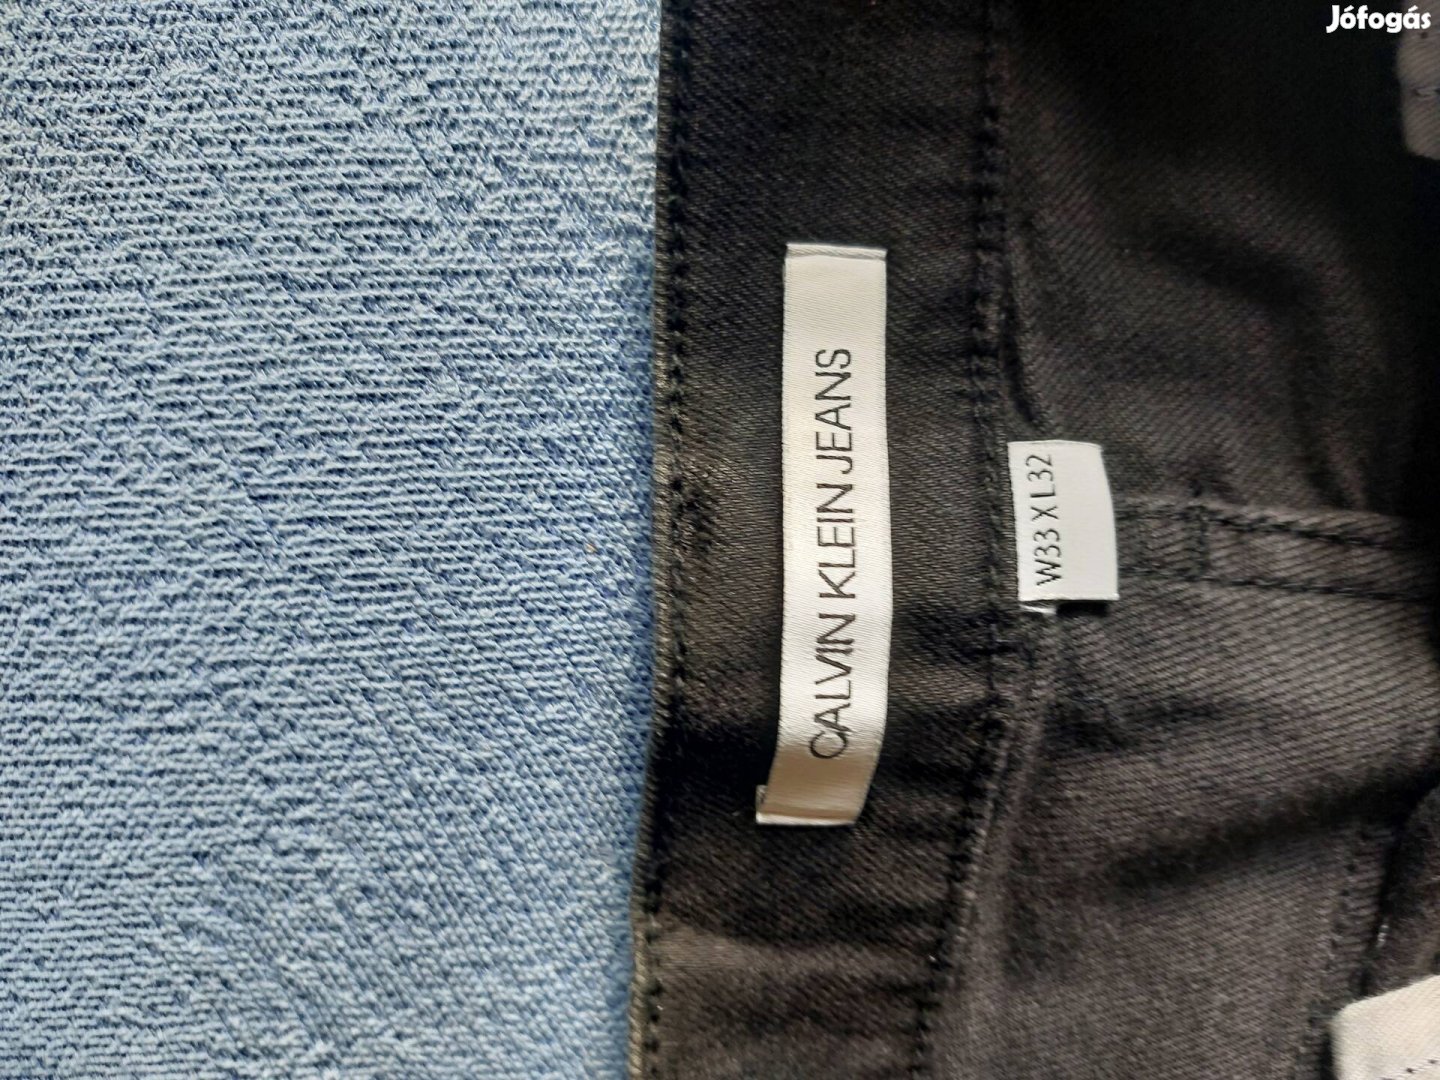 Jófogás
CALVIN KLEIN JEANS
W33 X L32